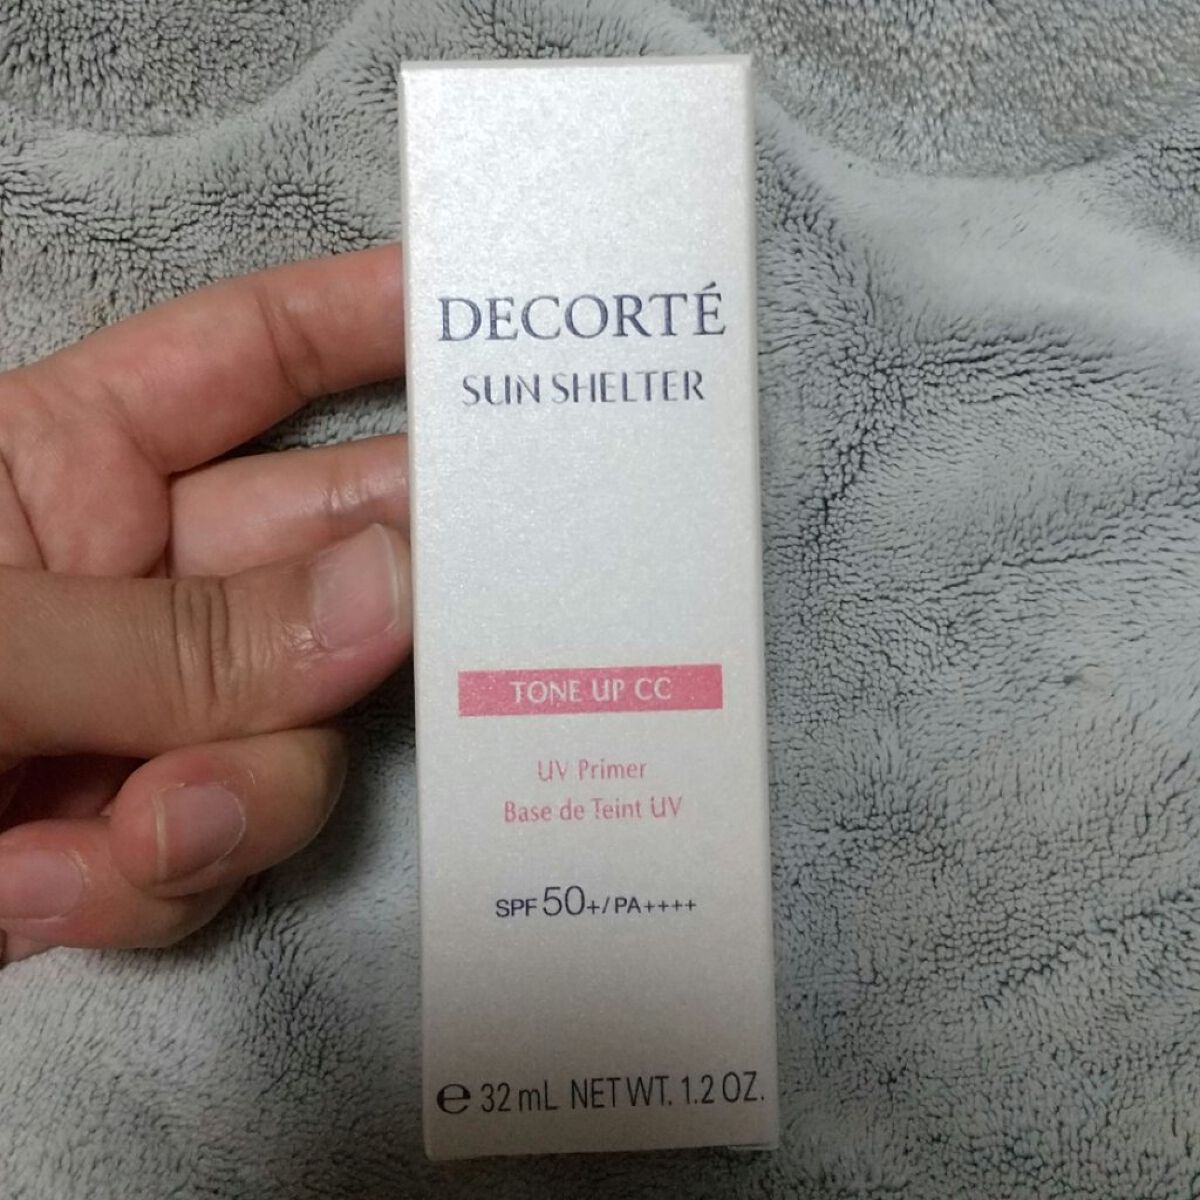 DECORTÉ
SUN SHELTER
TONE UP CC
UV Primer
Base de Teint UV
SPF 50+/PA++++
℮ 32 mL NET WT. 1.2 OZ.